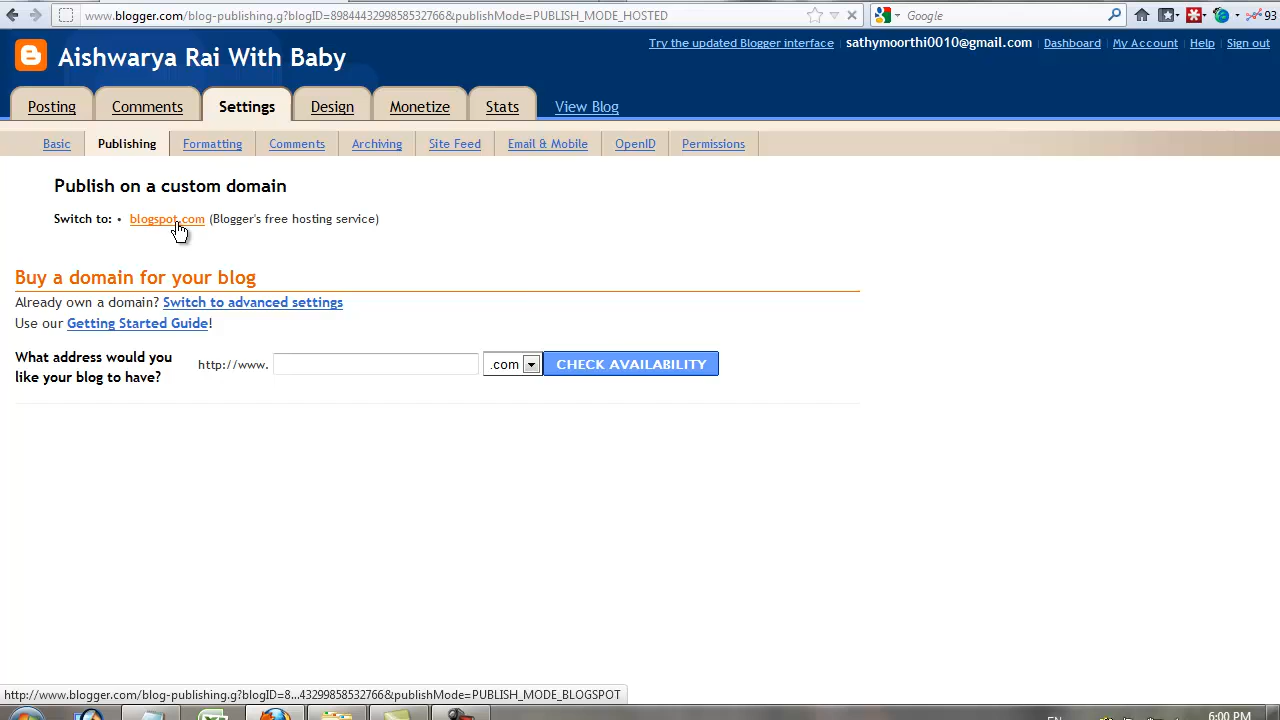 www.blogger.com/blog-publishing.g?blogID=8984443299858532766&publishMode=PUBLISH_MODE_HOSTED
Google
93
Aishwarya Rai With Baby
Try the updated Blogger interface sathymoorthi0010@gmail.com Dashboard My Account Help Sign out
Posting Comments Settings Design Monetize Stats View Blog
Basic Publishing Formatting Comments Archiving Site Feed Email & Mobile OpenID Permissions
Publish on a custom domain
Switch to: • blogspot.com (Blogger's free hosting service)
Buy a domain for your blog
Already own a domain? Switch to advanced settings
Use our Getting Started Guide!
What address would you like your blog to have? http://www. .com CHECK AVAILABILITY
http://www.blogger.com/blog-publishing.g?blogID=8...43299858532766&publishMode=PUBLISH_MODE_BLOGSPOT
EN 6:00 PM